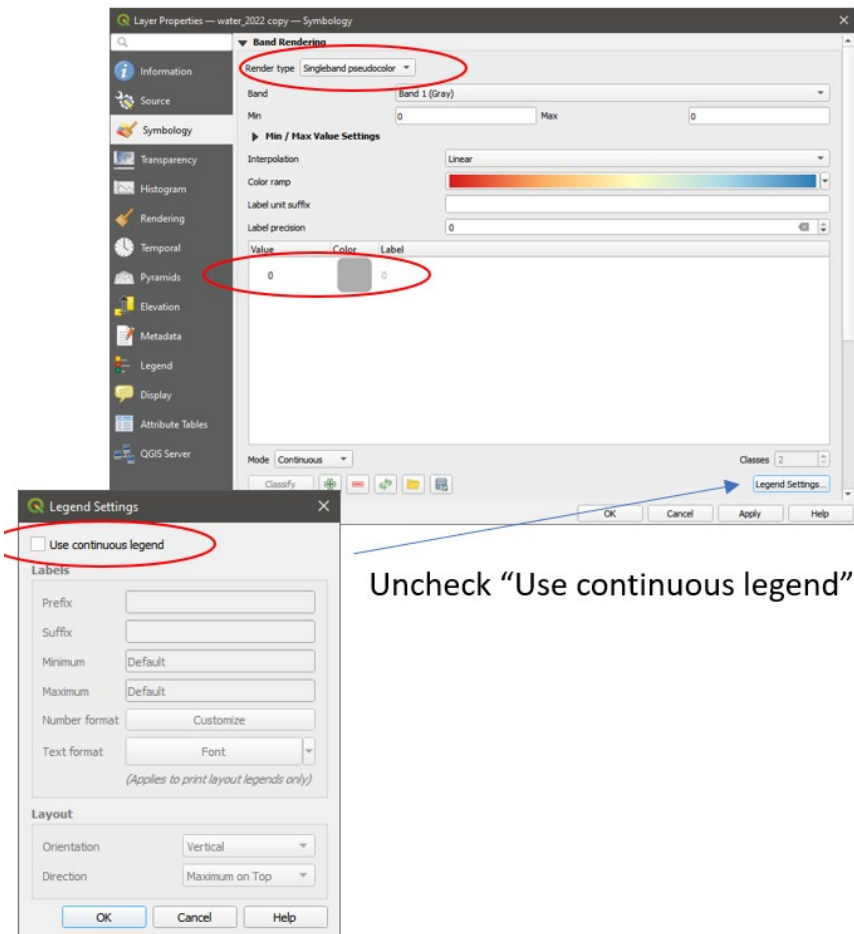 Layer Properties — water_2022 copy — Symbology
Information
Source
Symbology
Transparency
Histogram
Rendering
Temporal
Pyramids
Elevation
Metadata
Legend
Display
Attribute Tables
QGIS Server
Band Rendering
Render type Singleband pseudocolor
Band Band 1 (Gray)
Min 0 Max 0
Min / Max Value Settings
Interpolation Linear
Color ramp
Label unit suffix
Label precision 0
Value Color Label
0 0
Mode Continuous Classes 2
Classify Legend Settings...
OK Cancel Apply Help
Legend Settings
Use continuous legend
Labels
Prefix
Suffix
Minimum Default
Maximum Default
Number format Customize
Text format Font
(Applies to print layout legends only)
Layout
Orientation Vertical
Direction Maximum on Top
OK Cancel Help
Uncheck “Use continuous legend”